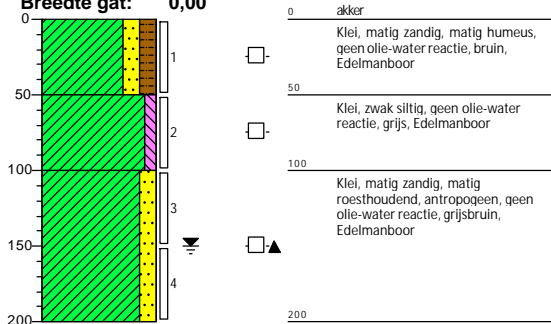 Breedte gat: 0,00
0
50
100
150
200
1
2
3
4
0 akker
Klei, matig zandig, matig humeus,
geen olie-water reactie, bruin,
Edelmanboor
50
Klei, zwak siltig, geen olie-water
reactie, grijs, Edelmanboor
100
Klei, matig zandig, matig
roesthoudend, antropogeen, geen
olie-water reactie, grijsbruin,
Edelmanboor
200